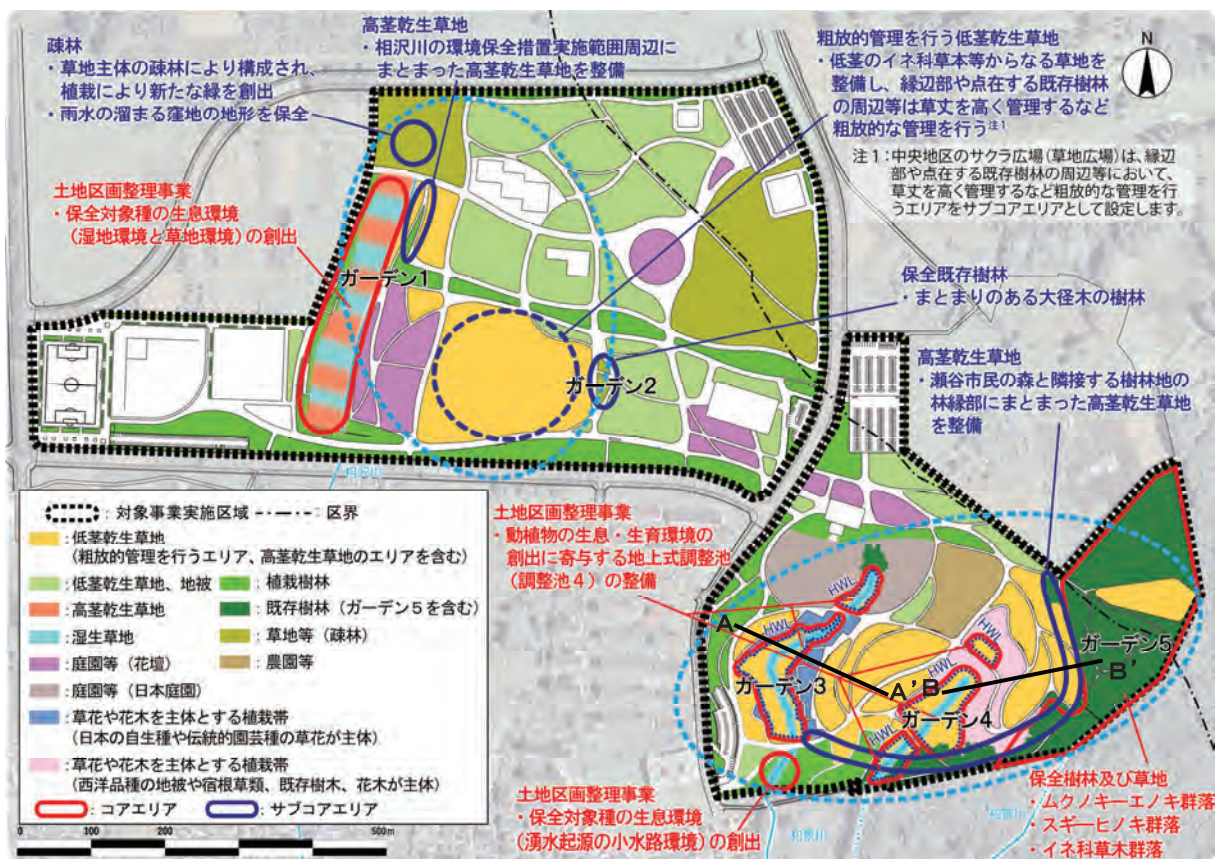 疎林
・草地主体の疎林により構成され、
植栽により新たな緑を創出
・雨水の溜まる窪地の地形を保全
高茎乾生草地
・相沢川の環境保全措置実施範囲周辺に
まとまった高茎乾生草地を整備
粗放的管理を行う低茎乾生草地
・低茎のイネ科草本等からなる草地を
整備し、縁辺部や点在する既存樹林
の周辺等は草丈を高く管理するなど
粗放的な管理を行う注1
N
注1:中央地区のサクラ広場(草地広場)は、縁辺
部や点在する既存樹林の周辺等において、
草丈を高く管理するなど粗放的な管理を行
うエリアをサブコアエリアとして設定します。
土地区画整理事業
・保全対象種の生息環境
(湿地環境と草地環境)の創出
ガーデン1
保全既存樹林
・まとまりのある大径木の樹林
ガーデン2
高茎乾生草地
・瀬谷市民の森と隣接する樹林地の
林縁部にまとまった高茎乾生草地
を整備
相沢川
土地区画整理事業
・動植物の生息・生育環境の
創出に寄与する地上式調整池
(調整池4)の整備
HWL
HWL
HWL
HWL
HWL
A
A'
B
B'
ガーデン3
ガーデン4
ガーデン5
:対象事業実施区域
:区界
:低茎乾生草地
(粗放的管理を行うエリア、高茎乾生草地のエリアを含む)
:低茎乾生草地、地被
:植栽樹林
:高茎乾生草地
:既存樹林(ガーデン5を含む)
:湿生草地
:草地等(疎林)
:庭園等(花壇)
:農園等
:庭園等(日本庭園)
:草花や花木を主体とする植栽帯
(日本の自生種や伝統的園芸種の草花が主体)
:草花や花木を主体とする植栽帯
(西洋品種の地被や宿根草類、既存樹木、花木が主体)
:コアエリア
:サブコアエリア
0 100 200 500m
土地区画整理事業
・保全対象種の生息環境
(湧水起源の小水路環境)の創出
和泉川
和泉川
保全樹林及び草地
・ムクノキーエノキ群落
・スギーヒノキ群落
・イネ科草木群落